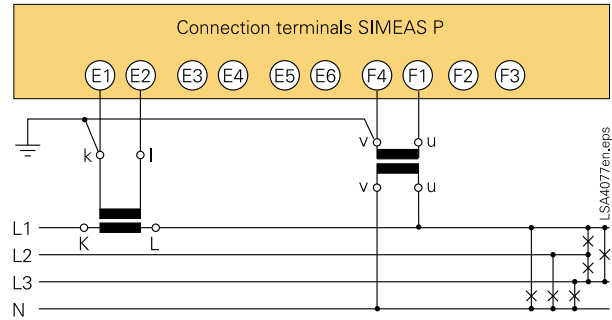 Connection terminals SIMEAS P
E1 E2 E3 E4 E5 E6 F4 F1 F2 F3
k l v u
v u
L1 K L
L2
L3
N
LSA4077en.eps